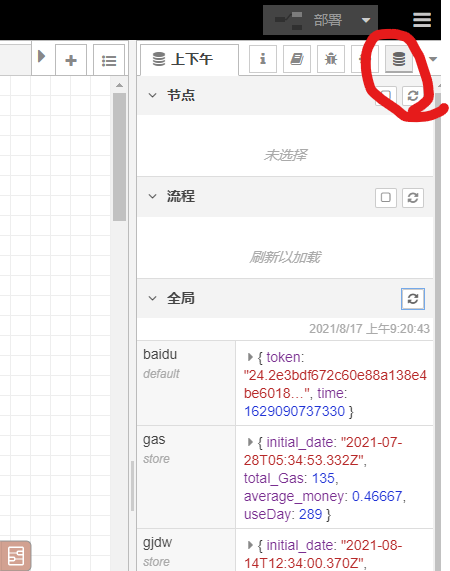 部署
上下午
节点
未选择
流程
刷新以加载
全局
2021/8/17 上午9:20:43
baidu
default
{ token:
"24.2e3bdf672c60e88a138e4
be6018…", time:
1629090737330 }
gas
store
{ initial_date: "2021-07-
28T05:34:53.332Z",
total_Gas: 135,
average_money: 0.46667,
useDay: 289 }
gjdw
store
{ initial_date: "2021-08-
14T12:34:00.370Z",